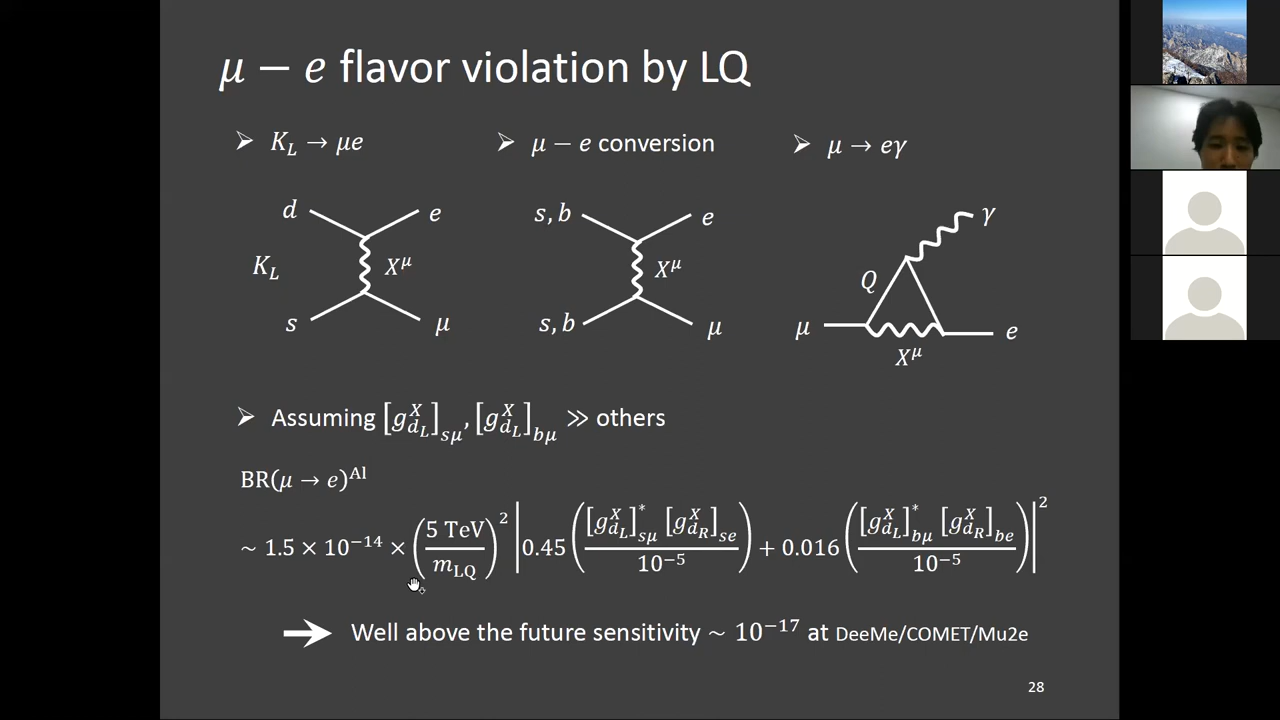 μ − e flavor violation by LQ
➢ K_L → μe
➢ μ − e conversion
➢ μ → eγ
d
e
K_L
X^μ
s
μ
s, b
e
X^μ
s, b
μ
γ
Q
μ
e
X^μ
➢ Assuming [g^X_{d_L}]_{sμ}, [g^X_{d_L}]_{bμ} ≫ others
BR(μ → e)^{Al}
~ 1.5 × 10^{−14} × (5 TeV / m_{LQ})^2 |0.45 ([g^X_{d_L}]^*_{sμ} [g^X_{d_R}]_{se} / 10^{−5}) + 0.016 ([g^X_{d_L}]^*_{bμ} [g^X_{d_R}]_{be} / 10^{−5})|^2
➡ Well above the future sensitivity ~ 10^{−17} at DeeMe/COMET/Mu2e
28